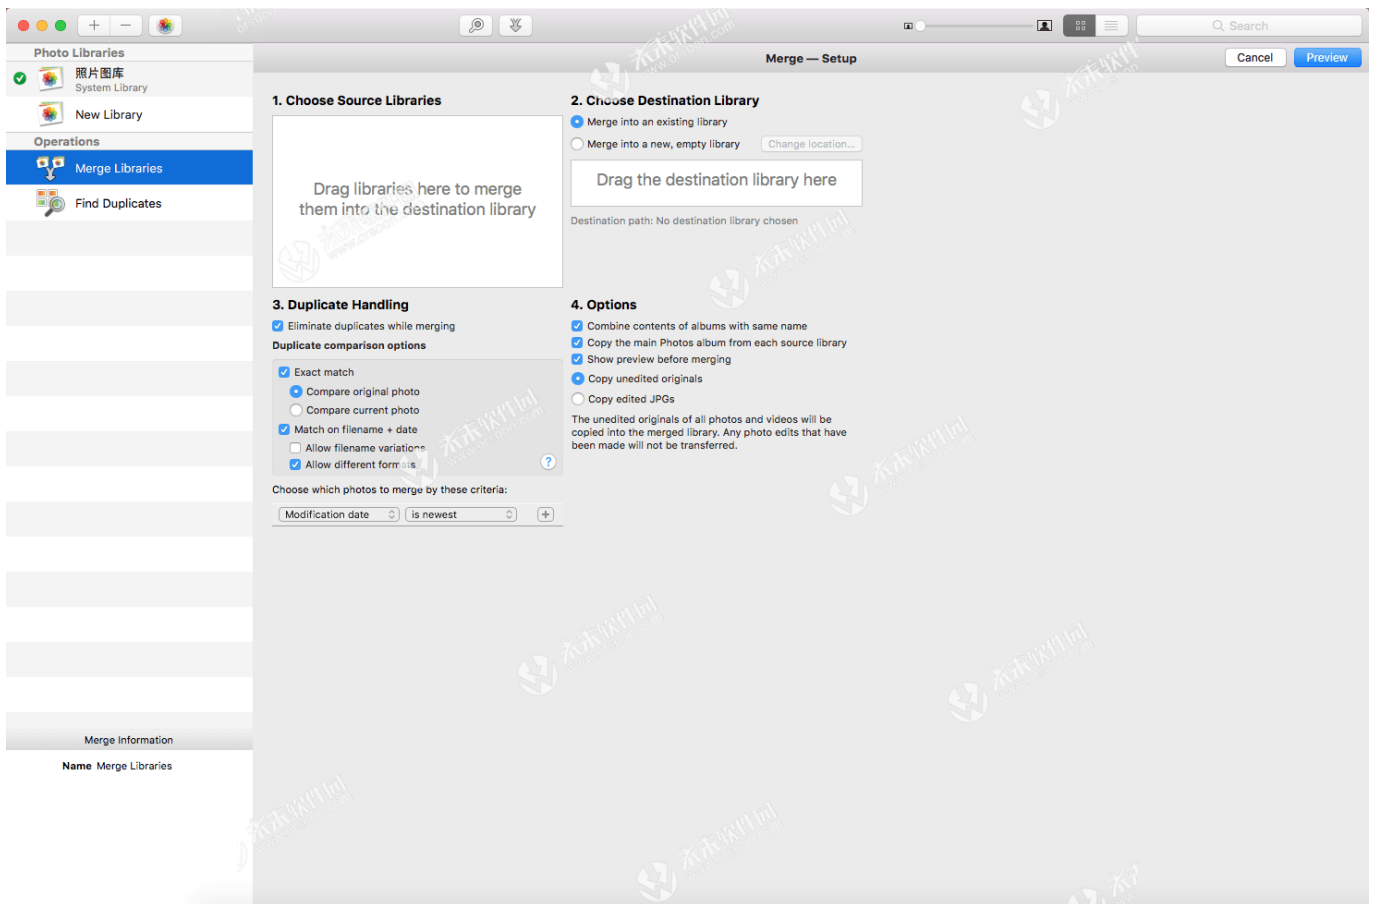 Search
Photo Libraries
照片图库
System Library
New Library
Operations
Merge Libraries
Find Duplicates
Merge Information
Name Merge Libraries
Merge — Setup
Cancel
Preview
1. Choose Source Libraries
Drag libraries here to merge
them into the destination library
2. Choose Destination Library
Merge into an existing library
Merge into a new, empty library
Change location...
Drag the destination library here
Destination path: No destination library chosen
3. Duplicate Handling
Eliminate duplicates while merging
Duplicate comparison options
Exact match
Compare original photo
Compare current photo
Match on filename + date
Allow filename variations
Allow different formats
?
Choose which photos to merge by these criteria:
Modification date
is newest
4. Options
Combine contents of albums with same name
Copy the main Photos album from each source library
Show preview before merging
Copy unedited originals
Copy edited JPGs
The unedited originals of all photos and videos will be
copied into the merged library. Any photo edits that have
been made will not be transferred.